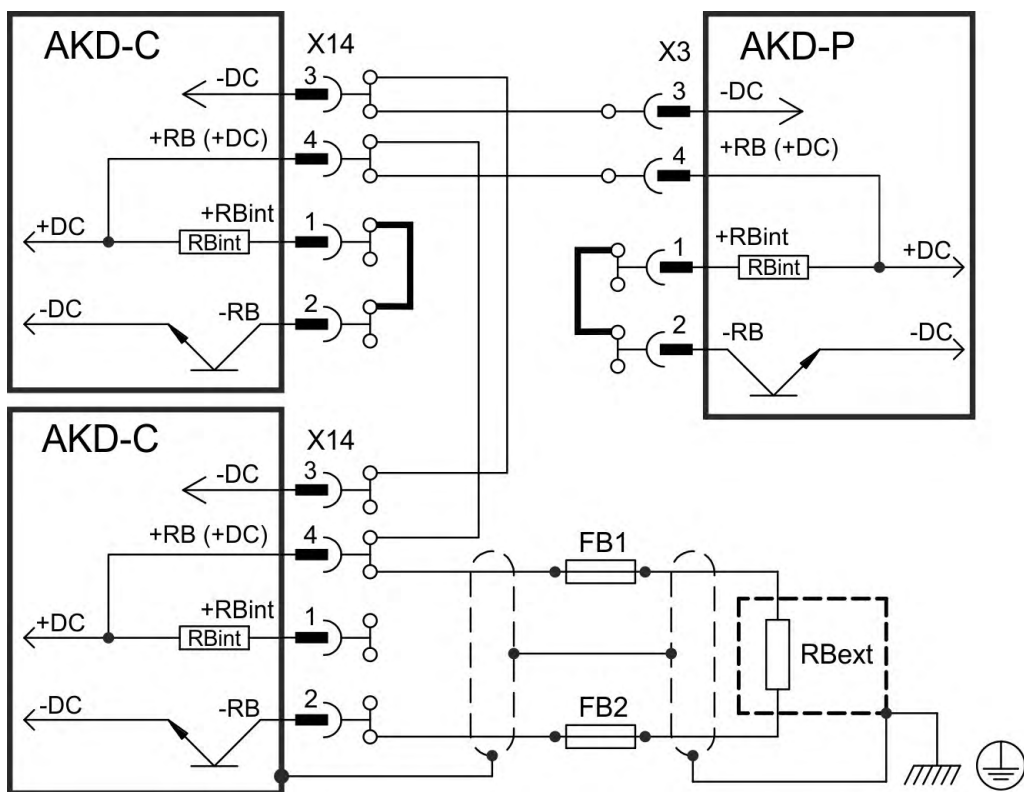 AKD-C
X14
-DC
3
+RB (+DC)
4
+DC
+RBint
RBint
1
-DC
-RB
2
AKD-P
X3
3
-DC
4
+RB (+DC)
1
+RBint
RBint
+DC
2
-RB
-DC
AKD-C
X14
-DC
3
+RB (+DC)
4
+DC
+RBint
RBint
1
-DC
-RB
2
FB1
FB2
RBext